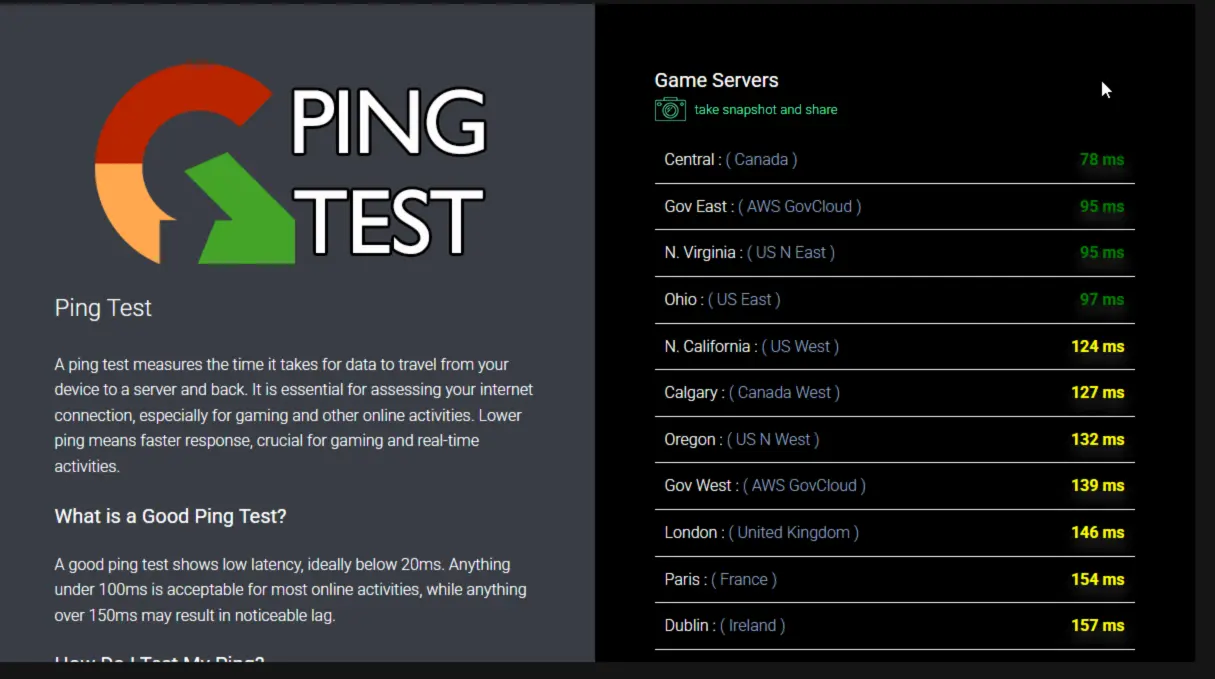 PING
TEST
Ping Test
A ping test measures the time it takes for data to travel from your
device to a server and back. It is essential for assessing your internet
connection, especially for gaming and other online activities. Lower
ping means faster response, crucial for gaming and real-time
activities.
What is a Good Ping Test?
A good ping test shows low latency, ideally below 20ms. Anything
under 100ms is acceptable for most online activities, while anything
over 150ms may result in noticeable lag.
How Do I Test My Ping?
Game Servers
take snapshot and share
Central : ( Canada ) 78 ms
Gov East : ( AWS GovCloud ) 95 ms
N. Virginia : ( US N East ) 95 ms
Ohio : ( US East ) 97 ms
N. California : ( US West ) 124 ms
Calgary : ( Canada West ) 127 ms
Oregon : ( US N West ) 132 ms
Gov West : ( AWS GovCloud ) 139 ms
London : ( United Kingdom ) 146 ms
Paris : ( France ) 154 ms
Dublin : ( Ireland ) 157 ms